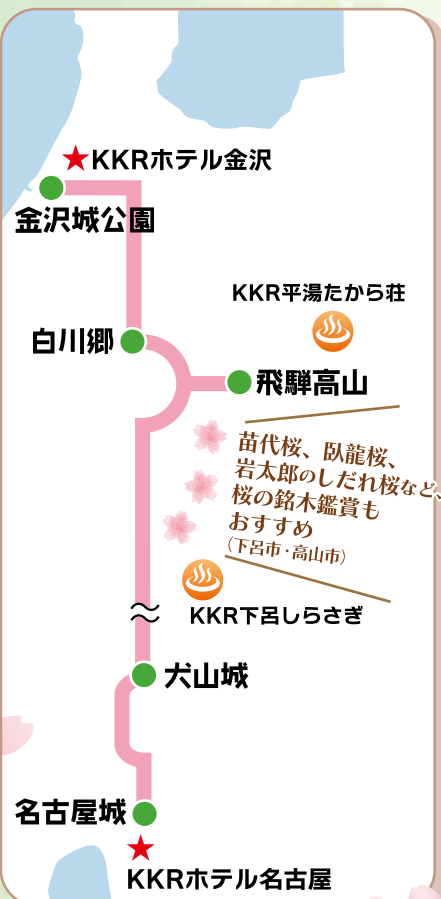 ★KKRホテル金沢
金沢城公園
KKR平湯たから荘
白川郷
飛騨高山
苗代桜、臥龍桜、
岩太郎のしだれ桜など、
桜の銘木鑑賞も
おすすめ
(下呂市・高山市)
KKR下呂しらさぎ
犬山城
名古屋城
★
KKRホテル名古屋